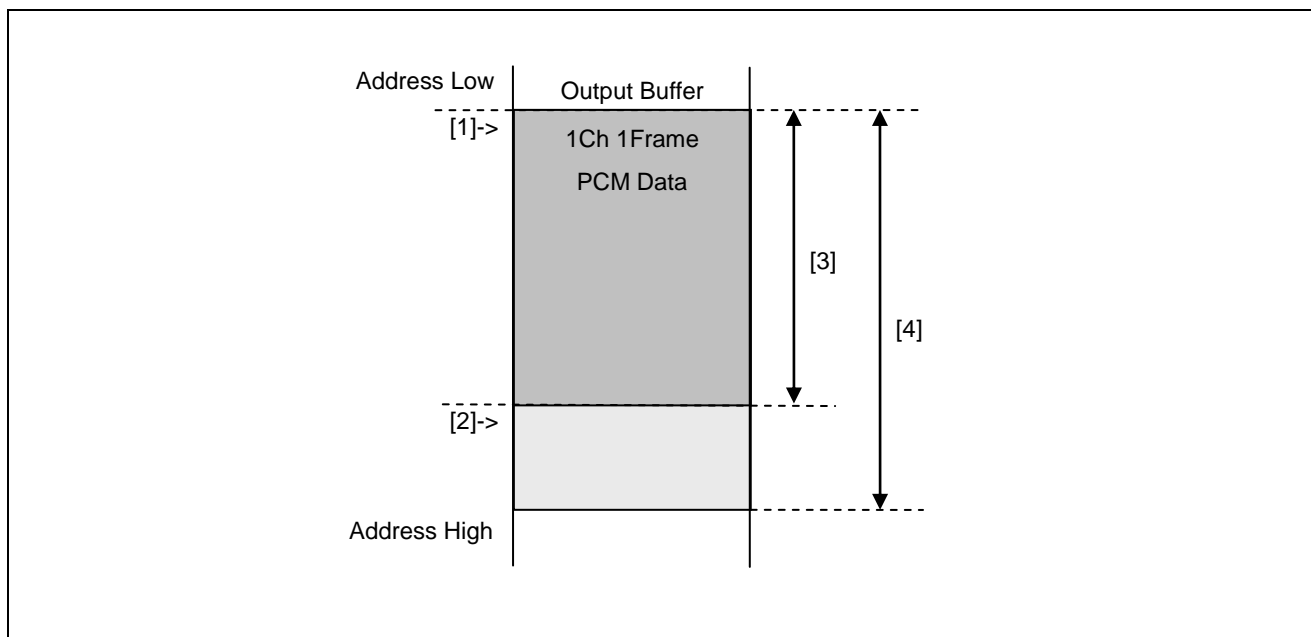 Address Low
Output Buffer
[1]->
1Ch 1Frame
PCM Data
[3]
[4]
[2]->
Address High